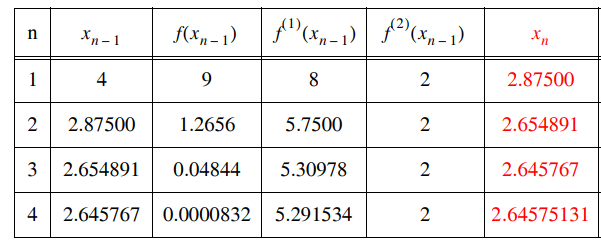 n x_{n-1} f(x_{n-1}) f^{(1)}(x_{n-1}) f^{(2)}(x_{n-1}) x_n
1 4 9 8 2 2.87500
2 2.87500 1.2656 5.7500 2 2.654891
3 2.654891 0.04844 5.30978 2 2.645767
4 2.645767 0.0000832 5.291534 2 2.64575131